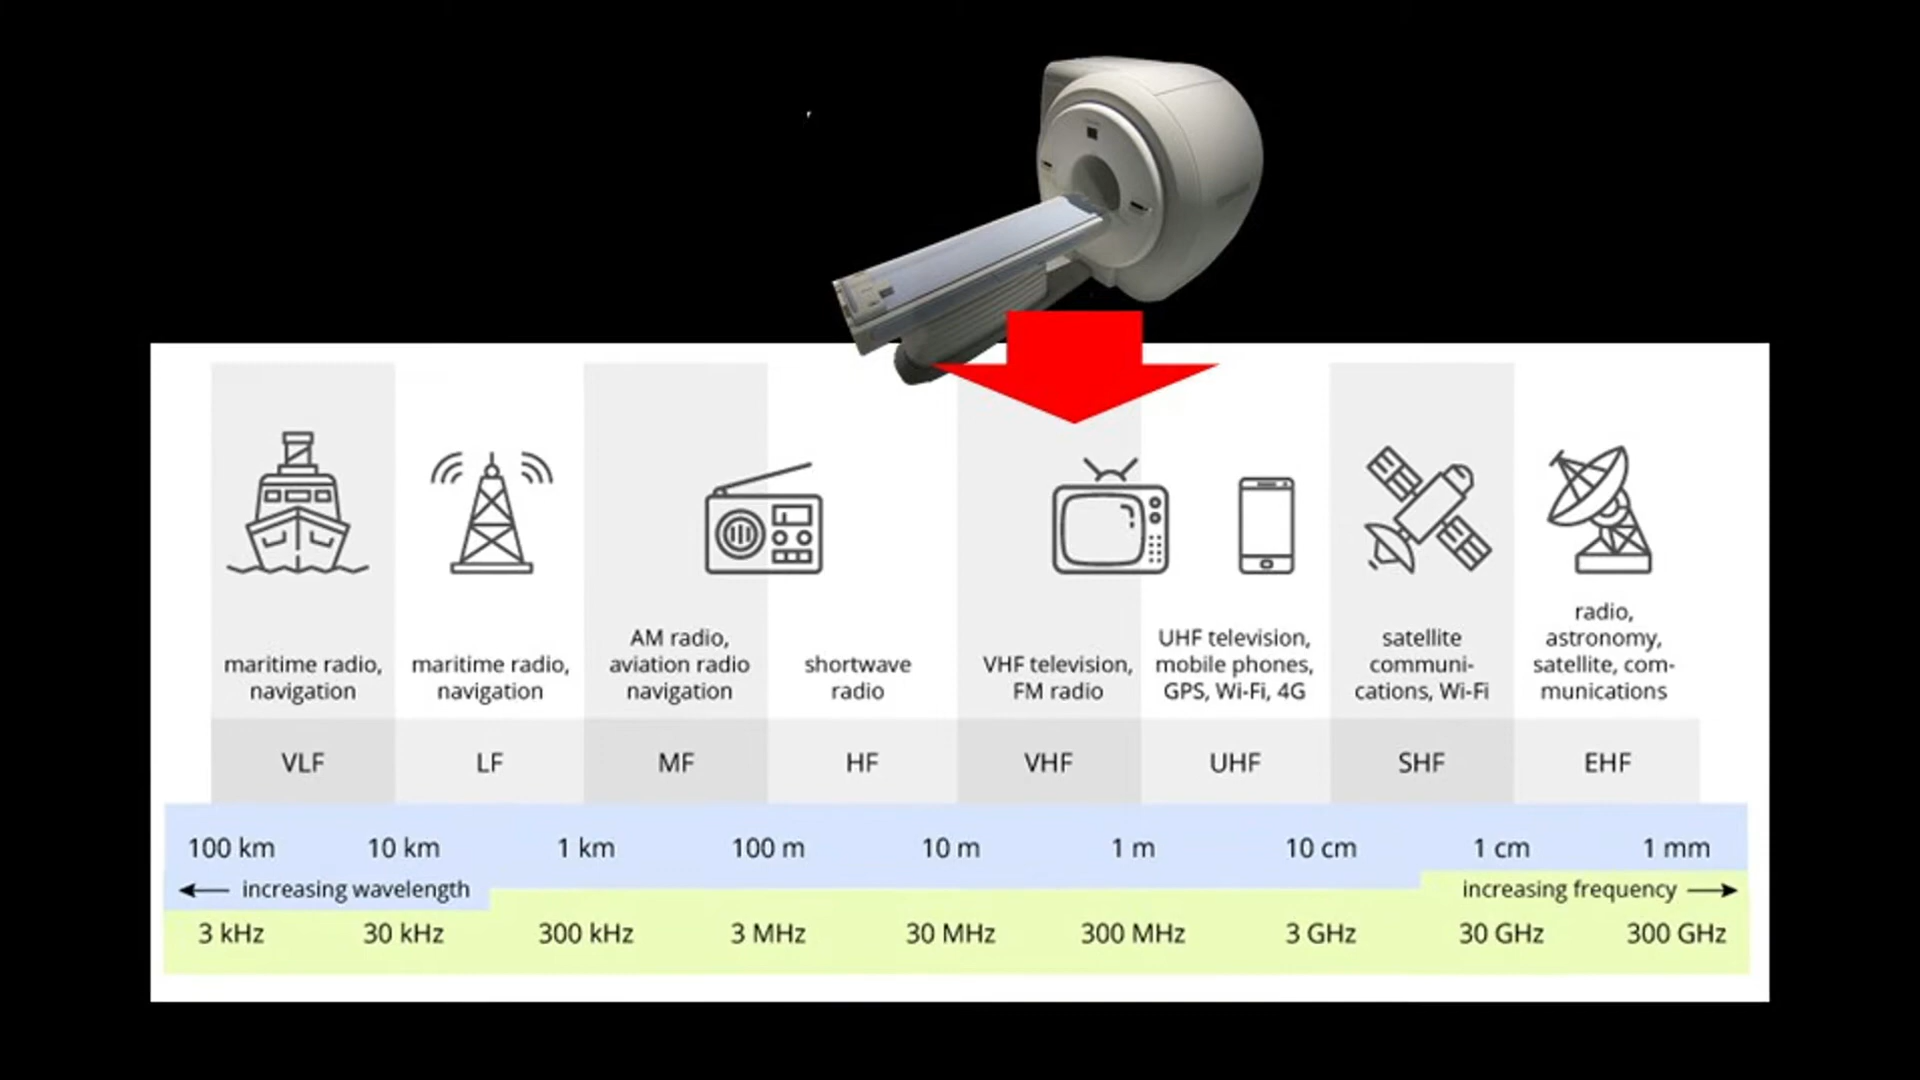 maritime radio,
navigation
maritime radio,
navigation
AM radio,
aviation radio
navigation
shortwave
radio
VHF television,
FM radio
UHF television,
mobile phones,
GPS, Wi-Fi, 4G
satellite
communi-
cations, Wi-Fi
radio,
astronomy,
satellite, com-
munications
VLF
LF
MF
HF
VHF
UHF
SHF
EHF
100 km
10 km
1 km
100 m
10 m
1 m
10 cm
1 cm
1 mm
increasing wavelength
increasing frequency
3 kHz
30 kHz
300 kHz
3 MHz
30 MHz
300 MHz
3 GHz
30 GHz
300 GHz